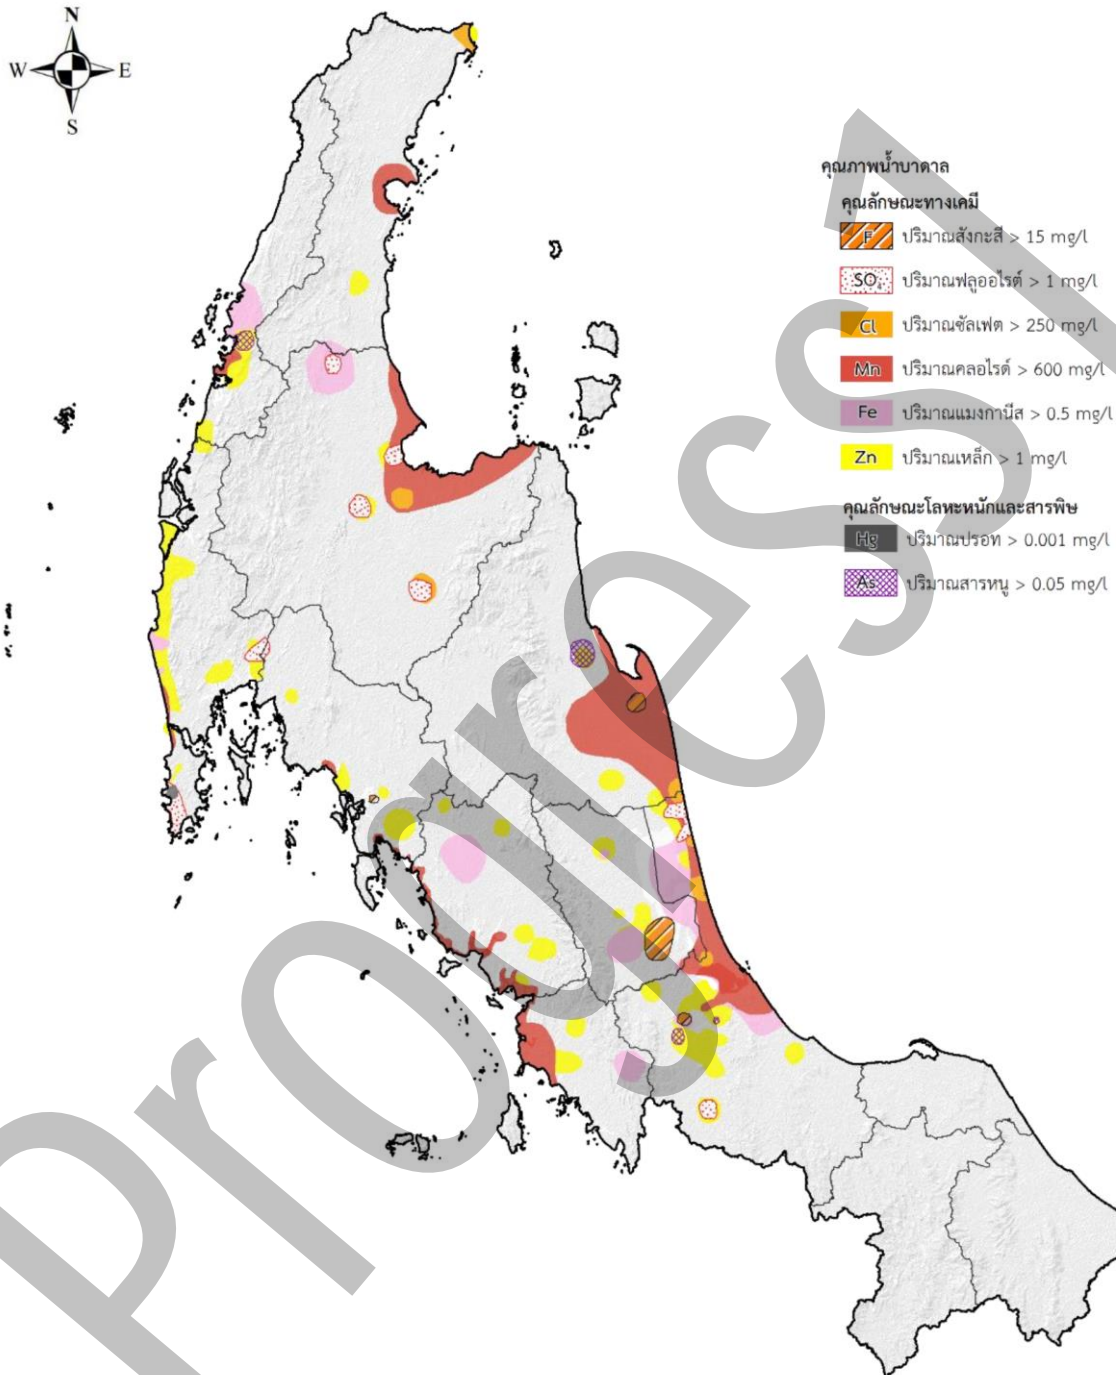 N
W E
S
คุณภาพน้ำบาดาล
คุณลักษณะทางเคมี
F ปริมาณสังกะสี > 15 mg/l
SO4 ปริมาณฟลูออไรด์ > 1 mg/l
Cl ปริมาณซัลเฟต > 250 mg/l
Mn ปริมาณคลอไรด์ > 600 mg/l
Fe ปริมาณแมงกานีส > 0.5 mg/l
Zn ปริมาณเหล็ก > 1 mg/l
คุณลักษณะโลหะหนักและสารพิษ
Hg ปริมาณปรอท > 0.001 mg/l
As ปริมาณสารหนู > 0.05 mg/l
Progress1